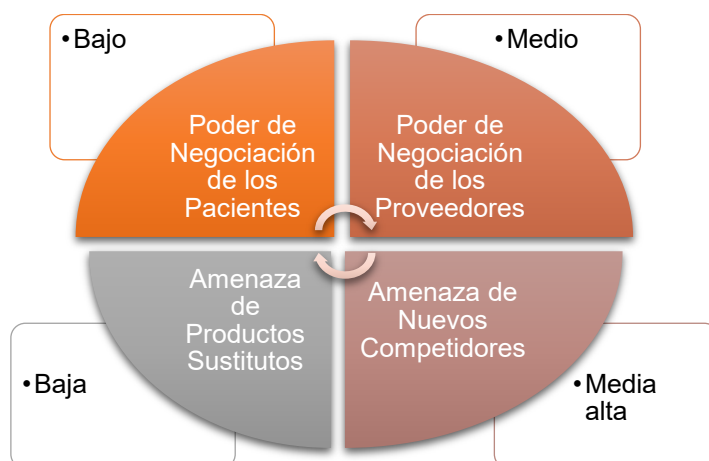 •Bajo
•Medio
Poder de
Negociación
de los
Pacientes
Poder de
Negociación
de los
Proveedores
Amenaza
de
Productos
Sustitutos
Amenaza de
Nuevos
Competidores
•Baja
•Media
alta